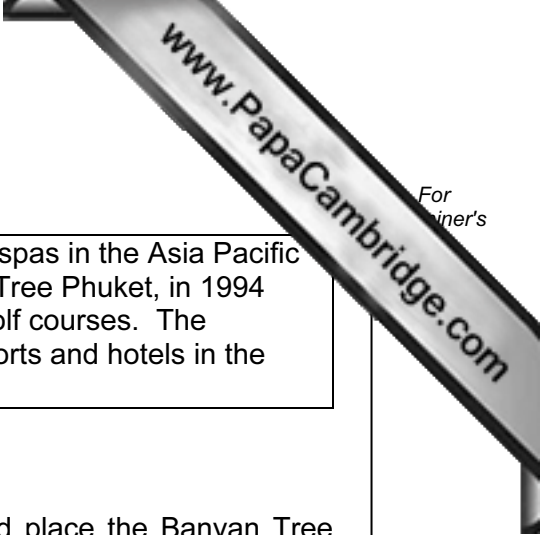 www.PapaCambridge.com
For
iner's
spas in the Asia Pacific
Tree Phuket, in 1994
olf courses. The
orts and hotels in the
d place the Banyan Tree